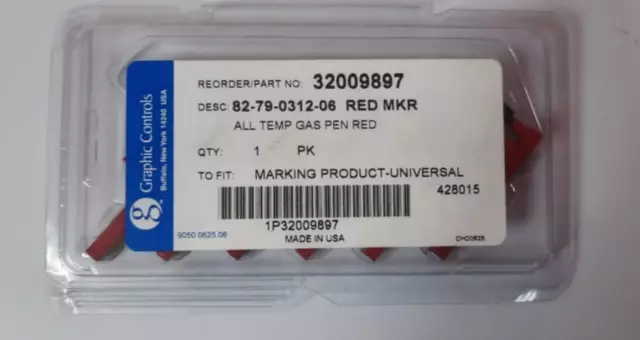 Graphic Controls
Buffalo, New York 14240 USA
REORDER/PART NO: 32009897
DESC: 82-79-0312-06 RED MKR
ALL TEMP GAS PEN RED
QTY: 1 PK
TO FIT: MARKING PRODUCT-UNIVERSAL
428015
1P32009897
MADE IN USA
9050 0625 06